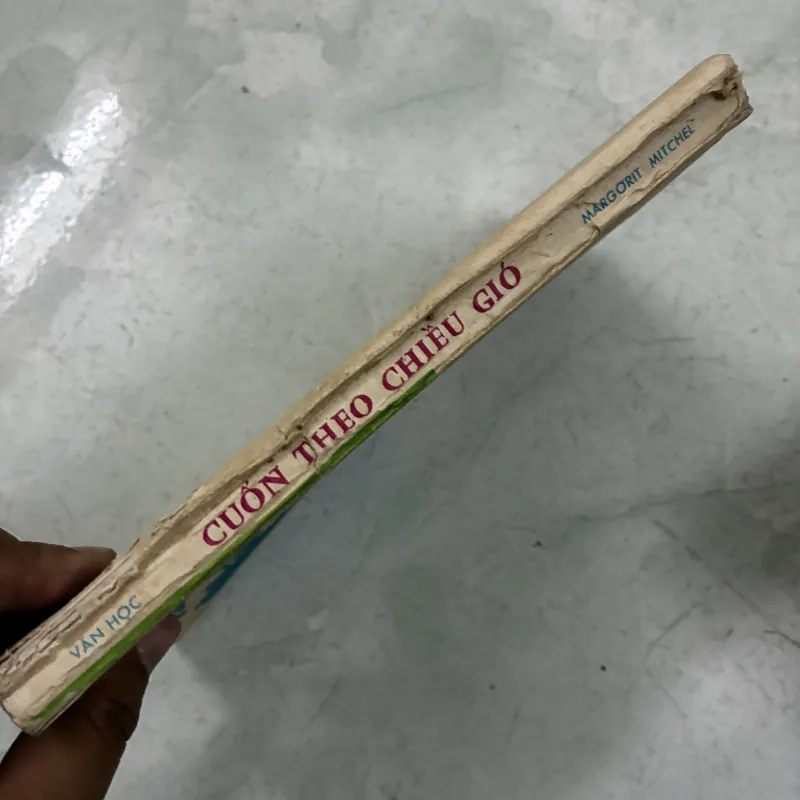 VĂN HỌC
CUỐN THEO CHIỀU GIÓ
MARGORIT MITCHEL